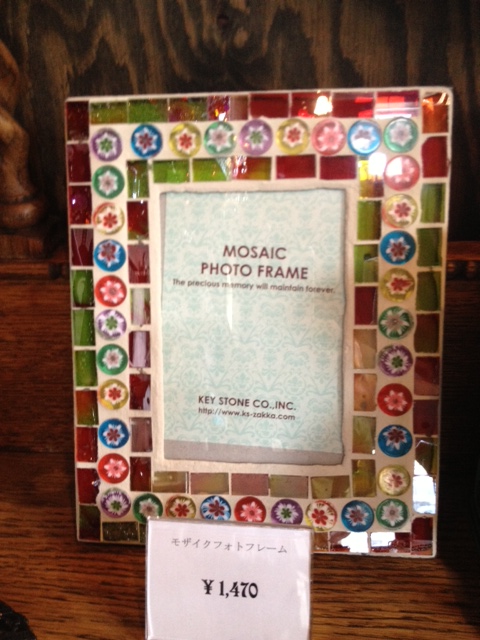 MOSAIC
PHOTO FRAME
The precious memory will maintain forever.
KEY STONE CO.,INC.
http://www.ks-zakka.com
モザイクフォトフレーム
¥1,470